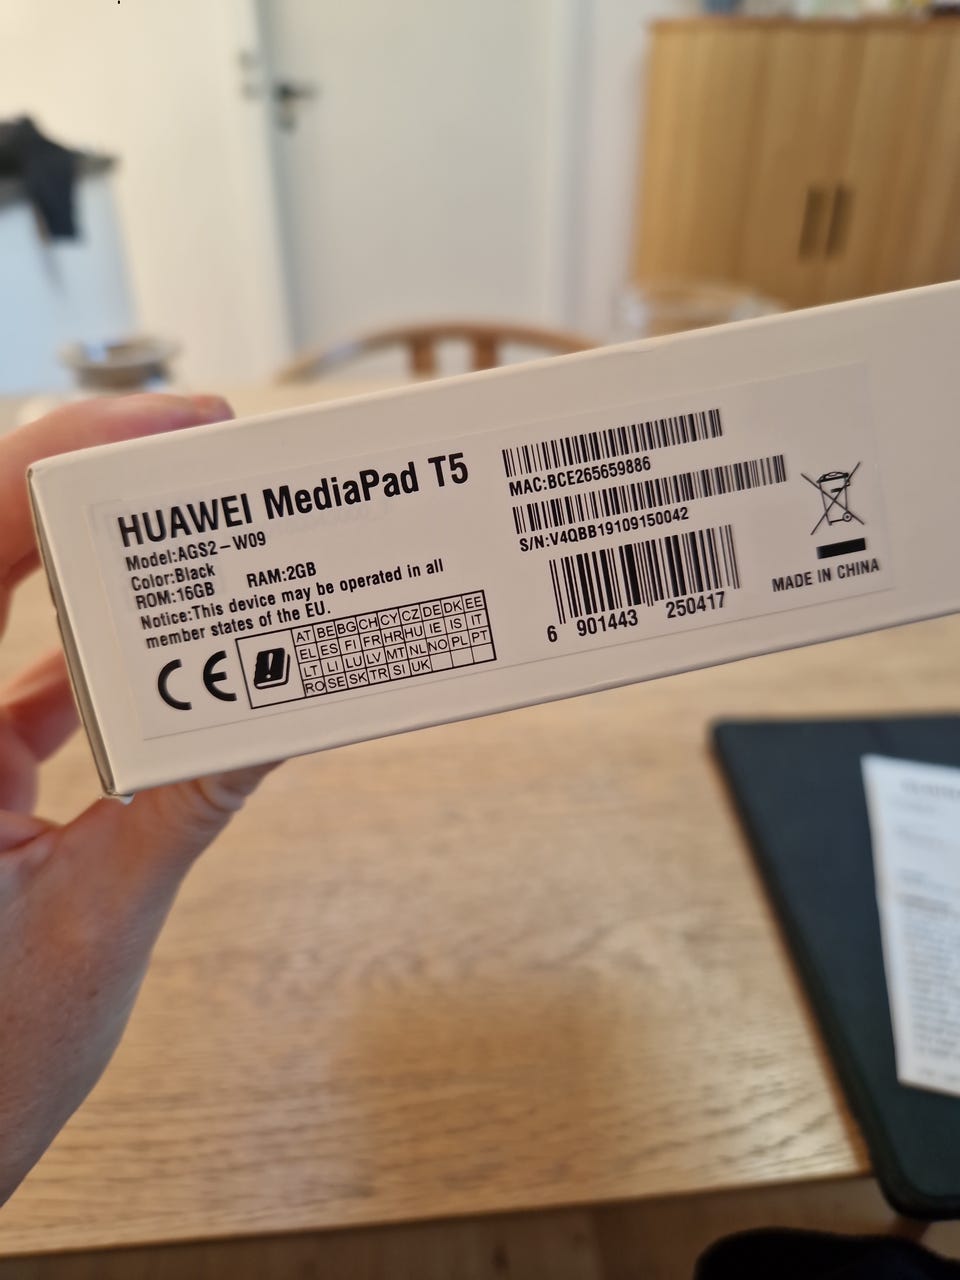 HUAWEI MediaPad T5
Model:AGS2-W09
Color:Black
ROM:16GB RAM:2GB
Notice:This device may be operated in all
member states of the EU.
CE
AT BE BG CH CY CZ DE DK EE
EL ES FI FR HR HU IE IS IT
LT LI LU LV MT NL NO PL PT
RO SE SK TR SI UK
MAC:BCE265659886
S/N:V4QBB19109150042
6 901443 250417
MADE IN CHINA